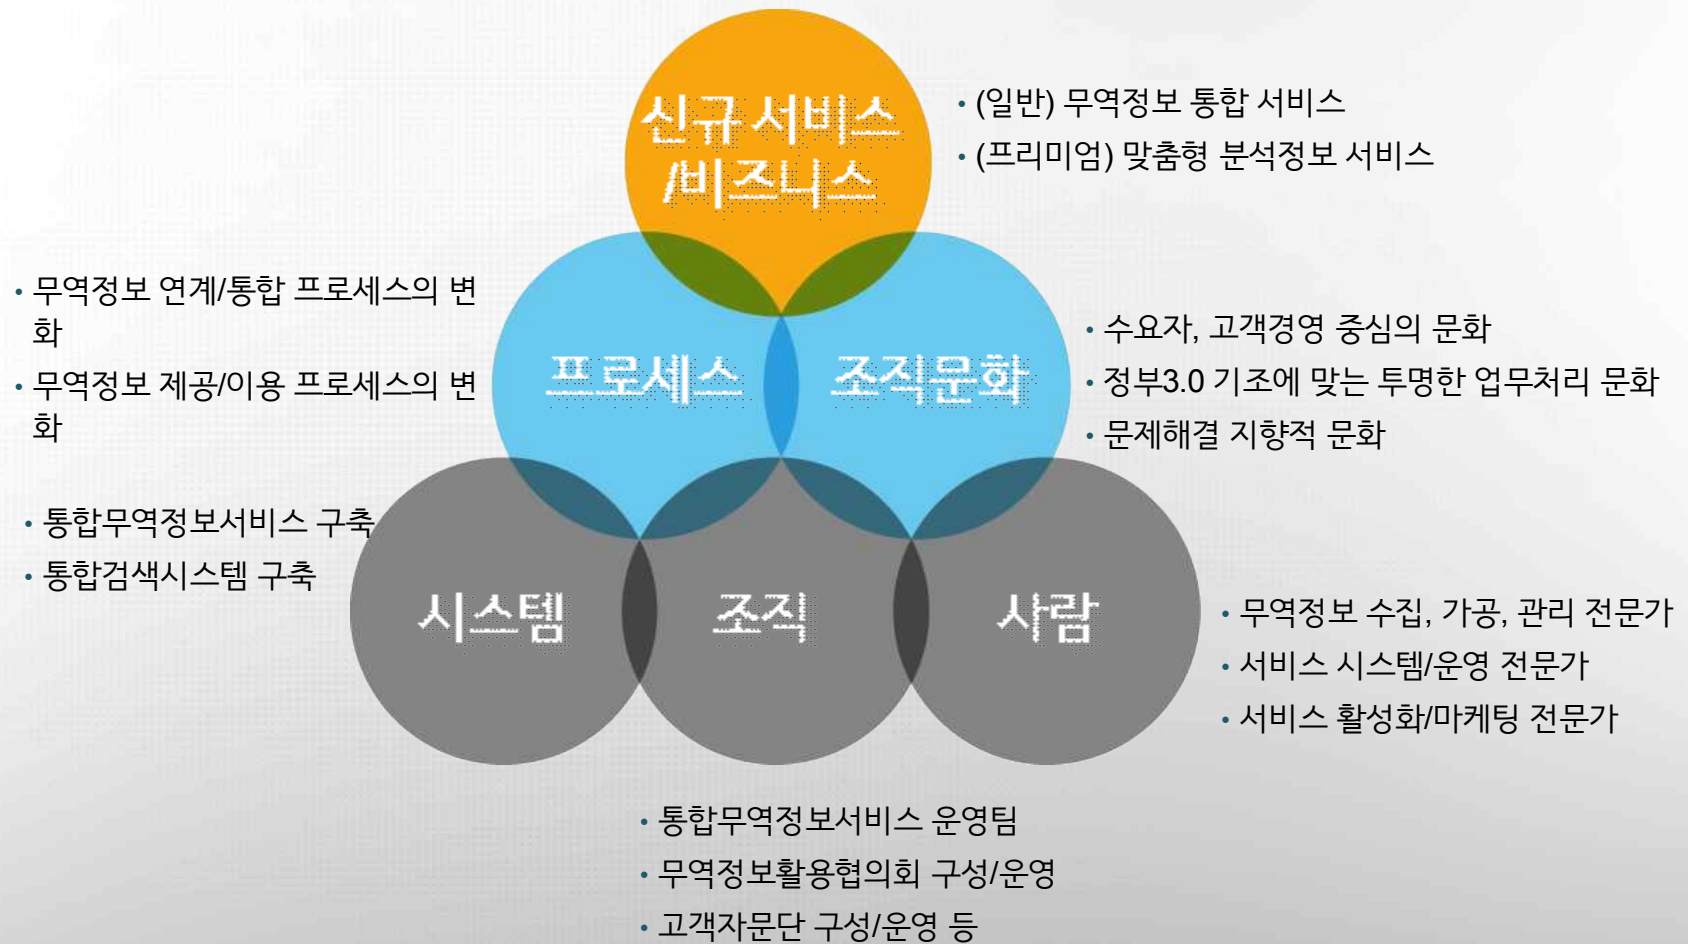 신규 서비스
/비즈니스
• (일반) 무역정보 통합 서비스
• (프리미엄) 맞춤형 분석정보 서비스
• 무역정보 연계/통합 프로세스의 변
화
• 무역정보 제공/이용 프로세스의 변
화
프로세스
조직문화
• 수요자, 고객경영 중심의 문화
• 정부3.0 기조에 맞는 투명한 업무처리 문화
• 문제해결 지향적 문화
• 통합무역정보서비스 구축
• 통합검색시스템 구축
시스템
조직
사람
• 무역정보 수집, 가공, 관리 전문가
• 서비스 시스템/운영 전문가
• 서비스 활성화/마케팅 전문가
• 통합무역정보서비스 운영팀
• 무역정보활용협의회 구성/운영
• 고객자문단 구성/운영 등